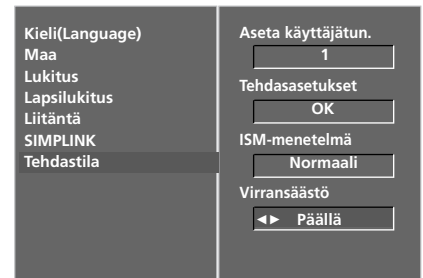 Kieli(Language)
Maa
Lukitus
Lapsilukitus
Liitäntä
SIMPLINK
Tehdastila
Aseta käyttäjätun.
1
Tehdasasetukset
OK
ISM-menetelmä
Normaali
Virransäästö
◄► Päällä